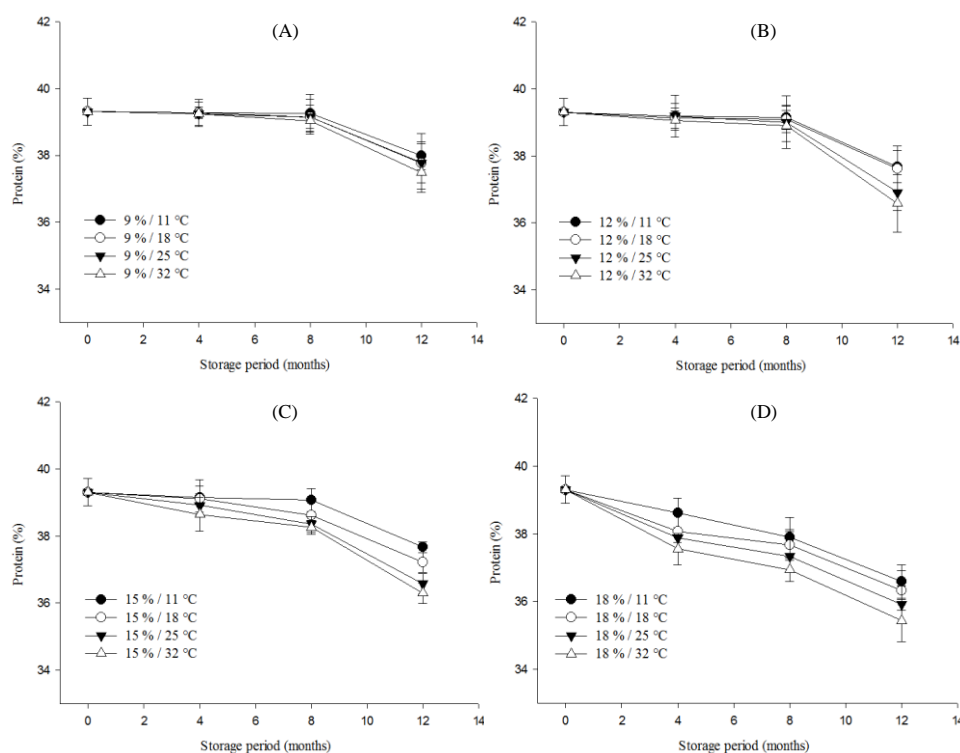 (A)
42
40
38
36
34
Protein (%)
9 % / 11 °C
9 % / 18 °C
9 % / 25 °C
9 % / 32 °C
0 2 4 6 8 10 12 14
Storage period (months)
(B)
42
40
38
36
34
Protein (%)
12 % / 11 °C
12 % / 18 °C
12 % / 25 °C
12 % / 32 °C
0 2 4 6 8 10 12 14
Storage period (months)
(C)
42
40
38
36
34
Protein (%)
15 % / 11 °C
15 % / 18 °C
15 % / 25 °C
15 % / 32 °C
0 2 4 6 8 10 12 14
Storage period (months)
(D)
42
40
38
36
34
Protein (%)
18 % / 11 °C
18 % / 18 °C
18 % / 25 °C
18 % / 32 °C
0 2 4 6 8 10 12 14
Storage period (months)